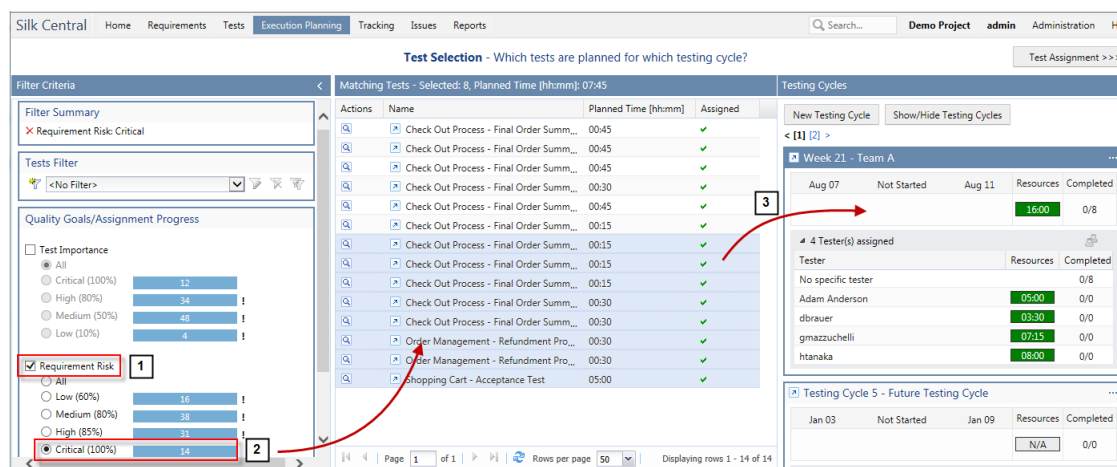 Silk Central Home Requirements Tests Execution Planning Tracking Issues Reports Search... Demo Project admin Administration
Test Selection - Which tests are planned for which testing cycle? Test Assignment >>>
Filter Criteria
Filter Summary
Requirement Risk: Critical
Tests Filter
<No Filter>
Quality Goals/Assignment Progress
Test Importance
All
Critical (100%) 12
High (80%) 34 !
Medium (50%) 48 !
Low (10%) 4 !
Requirement Risk 1
All
Low (60%) 16 !
Medium (80%) 38 !
High (85%) 31 !
Critical (100%) 14 2
Matching Tests - Selected: 8, Planned Time [hh:mm]: 07:45
Actions Name Planned Time [hh:mm] Assigned
Check Out Process - Final Order Summ... 00:45
Check Out Process - Final Order Summ... 00:45
Check Out Process - Final Order Summ... 00:45
Check Out Process - Final Order Summ... 00:30
Check Out Process - Final Order Summ... 00:45
Check Out Process - Final Order Summ... 00:15
Check Out Process - Final Order Summ... 00:15
Check Out Process - Final Order Summ... 00:15
Check Out Process - Final Order Summ... 00:15
Check Out Process - Final Order Summ... 00:30
Check Out Process - Final Order Summ... 00:30
Order Management - Refundment Pro... 00:30
Order Management - Refundment Pro... 00:30
Shopping Cart - Acceptance Test 05:00
Page 1 of 1 Rows per page 50 Displaying rows 1 - 14 of 14
3
Testing Cycles
New Testing Cycle Show/Hide Testing Cycles
< [1] [2] >
Week 21 - Team A ...
Aug 07 Not Started Aug 11 Resources Completed
16:00 0/8
4 Tester(s) assigned
Tester Resources Completed
No specific tester 0/8
Adam Anderson 05:00 0/0
dbrauer 03:30 0/0
gmazzuchelli 07:15 0/0
htanaka 08:00 0/0
Testing Cycle 5 - Future Testing Cycle ...
Jan 03 Not Started Jan 09 Resources Completed
N/A 0/0